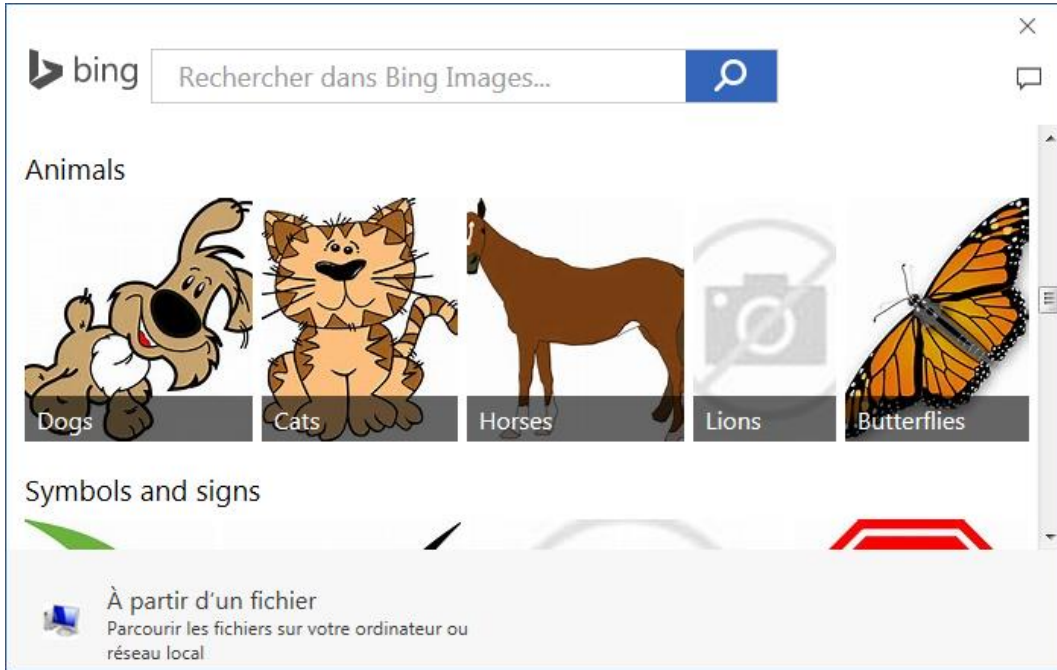 bing
Rechercher dans Bing Images...
Animals
Dogs
Cats
Horses
Lions
Butterflies
Symbols and signs
À partir d'un fichier
Parcourir les fichiers sur votre ordinateur ou
réseau local